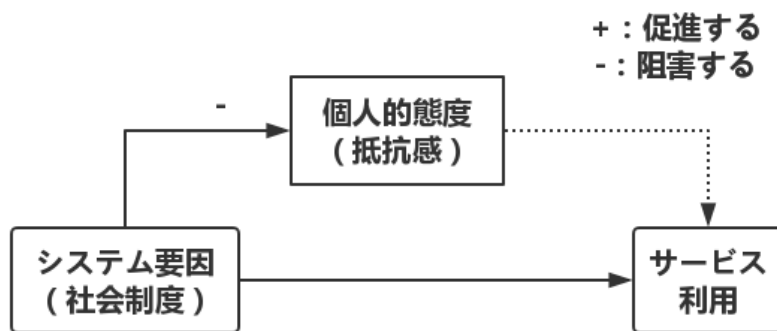 +：促進する
-：阻害する
-
個人的態度
（抵抗感）
システム要因
（社会制度）
サービス
利用